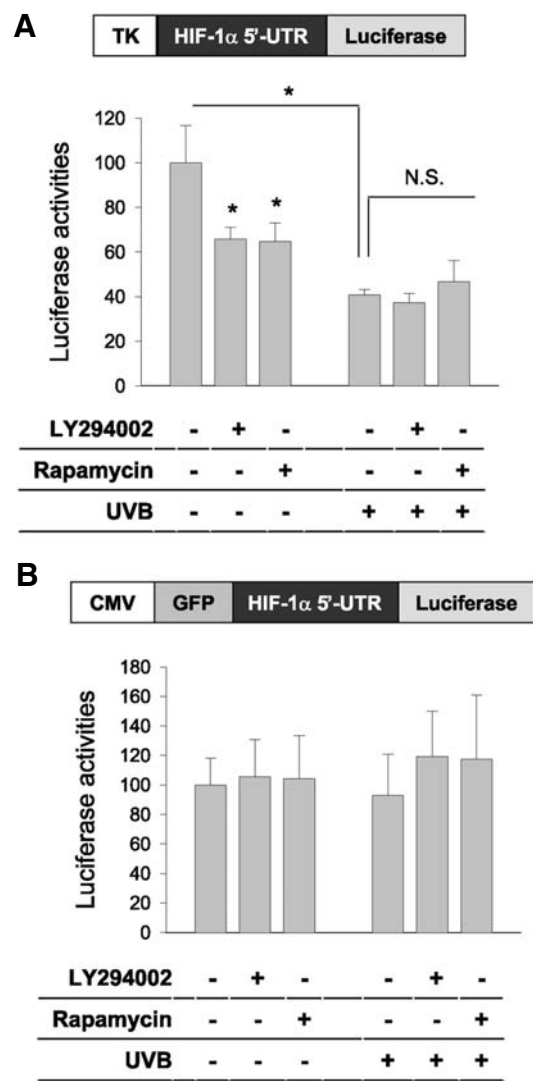 A
TK HIF-1α 5'-UTR Luciferase
*
120
100
80
60
40
20
0
Luciferase activities
* *
N.S.
LY294002 - + - - + -
Rapamycin - - + - - +
UVB - - - + + +
B
CMV GFP HIF-1α 5'-UTR Luciferase
180
160
140
120
100
80
60
40
20
0
Luciferase activities
LY294002 - + - - + -
Rapamycin - - + - - +
UVB - - - + + +